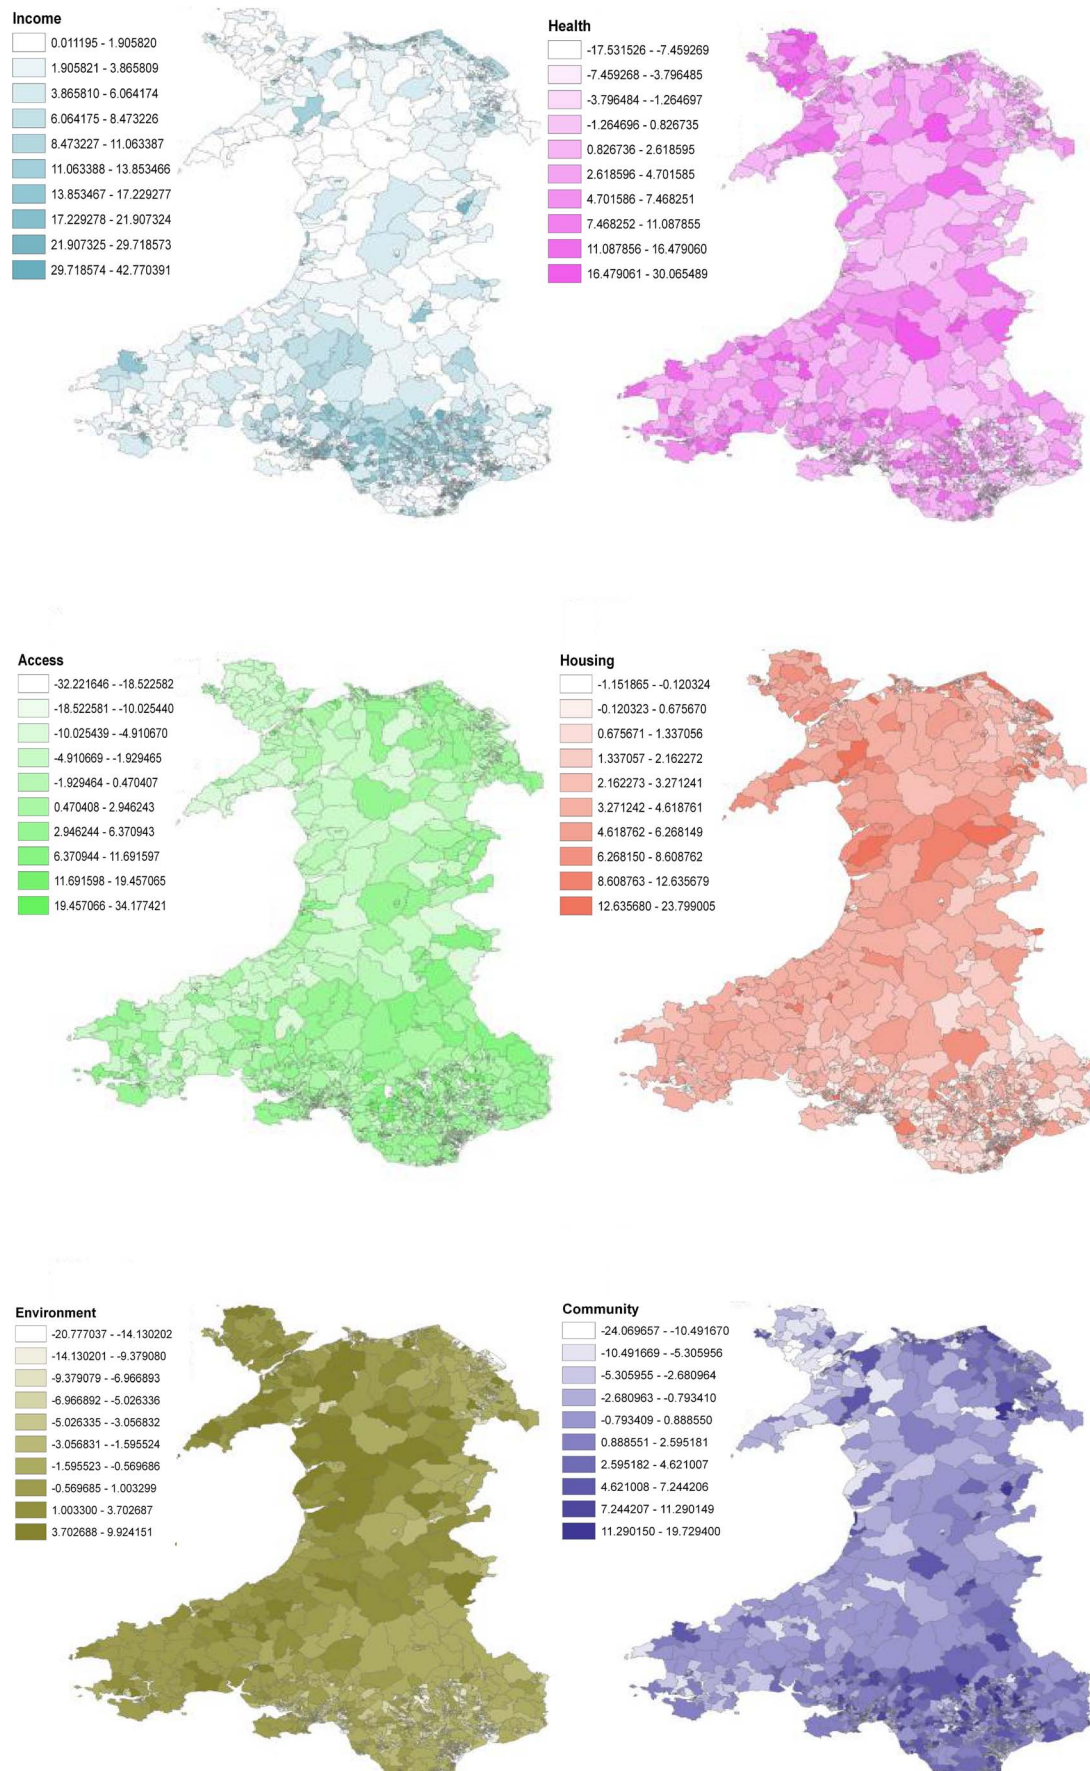 Income
0.011195 - 1.905820
1.905821 - 3.865809
3.865810 - 6.064174
6.064175 - 8.473226
8.473227 - 11.063387
11.063388 - 13.853466
13.853467 - 17.229277
17.229278 - 21.907324
21.907325 - 29.718573
29.718574 - 42.770391
Health
-17.531526 - -7.459269
-7.459268 - -3.796485
-3.796484 - -1.264697
-1.264696 - 0.826735
0.826736 - 2.618595
2.618596 - 4.701585
4.701586 - 7.468251
7.468252 - 11.087855
11.087856 - 16.479060
16.479061 - 30.065489
Access
-32.221646 - -18.522582
-18.522581 - -10.025440
-10.025439 - -4.910670
-4.910669 - -1.929465
-1.929464 - 0.470407
0.470408 - 2.946243
2.946244 - 6.370943
6.370944 - 11.691597
11.691598 - 19.457065
19.457066 - 34.177421
Housing
-1.151865 - -0.120324
-0.120323 - 0.675670
0.675671 - 1.337056
1.337057 - 2.162272
2.162273 - 3.271241
3.271242 - 4.618761
4.618762 - 6.268149
6.268150 - 8.608762
8.608763 - 12.635679
12.635680 - 23.799005
Environment
-20.777037 - -14.130202
-14.130201 - -9.379080
-9.379079 - -6.966893
-6.966892 - -5.026336
-5.026335 - -3.056832
-3.056831 - -1.595524
-1.595523 - -0.569686
-0.569685 - 1.003299
1.003300 - 3.702687
3.702688 - 9.924151
Community
-24.069657 - -10.491670
-10.491669 - -5.305956
-5.305955 - -2.680964
-2.680963 - -0.793410
-0.793409 - 0.888550
0.888551 - 2.595181
2.595182 - 4.621007
4.621008 - 7.244206
7.244207 - 11.290149
11.290150 - 19.729400